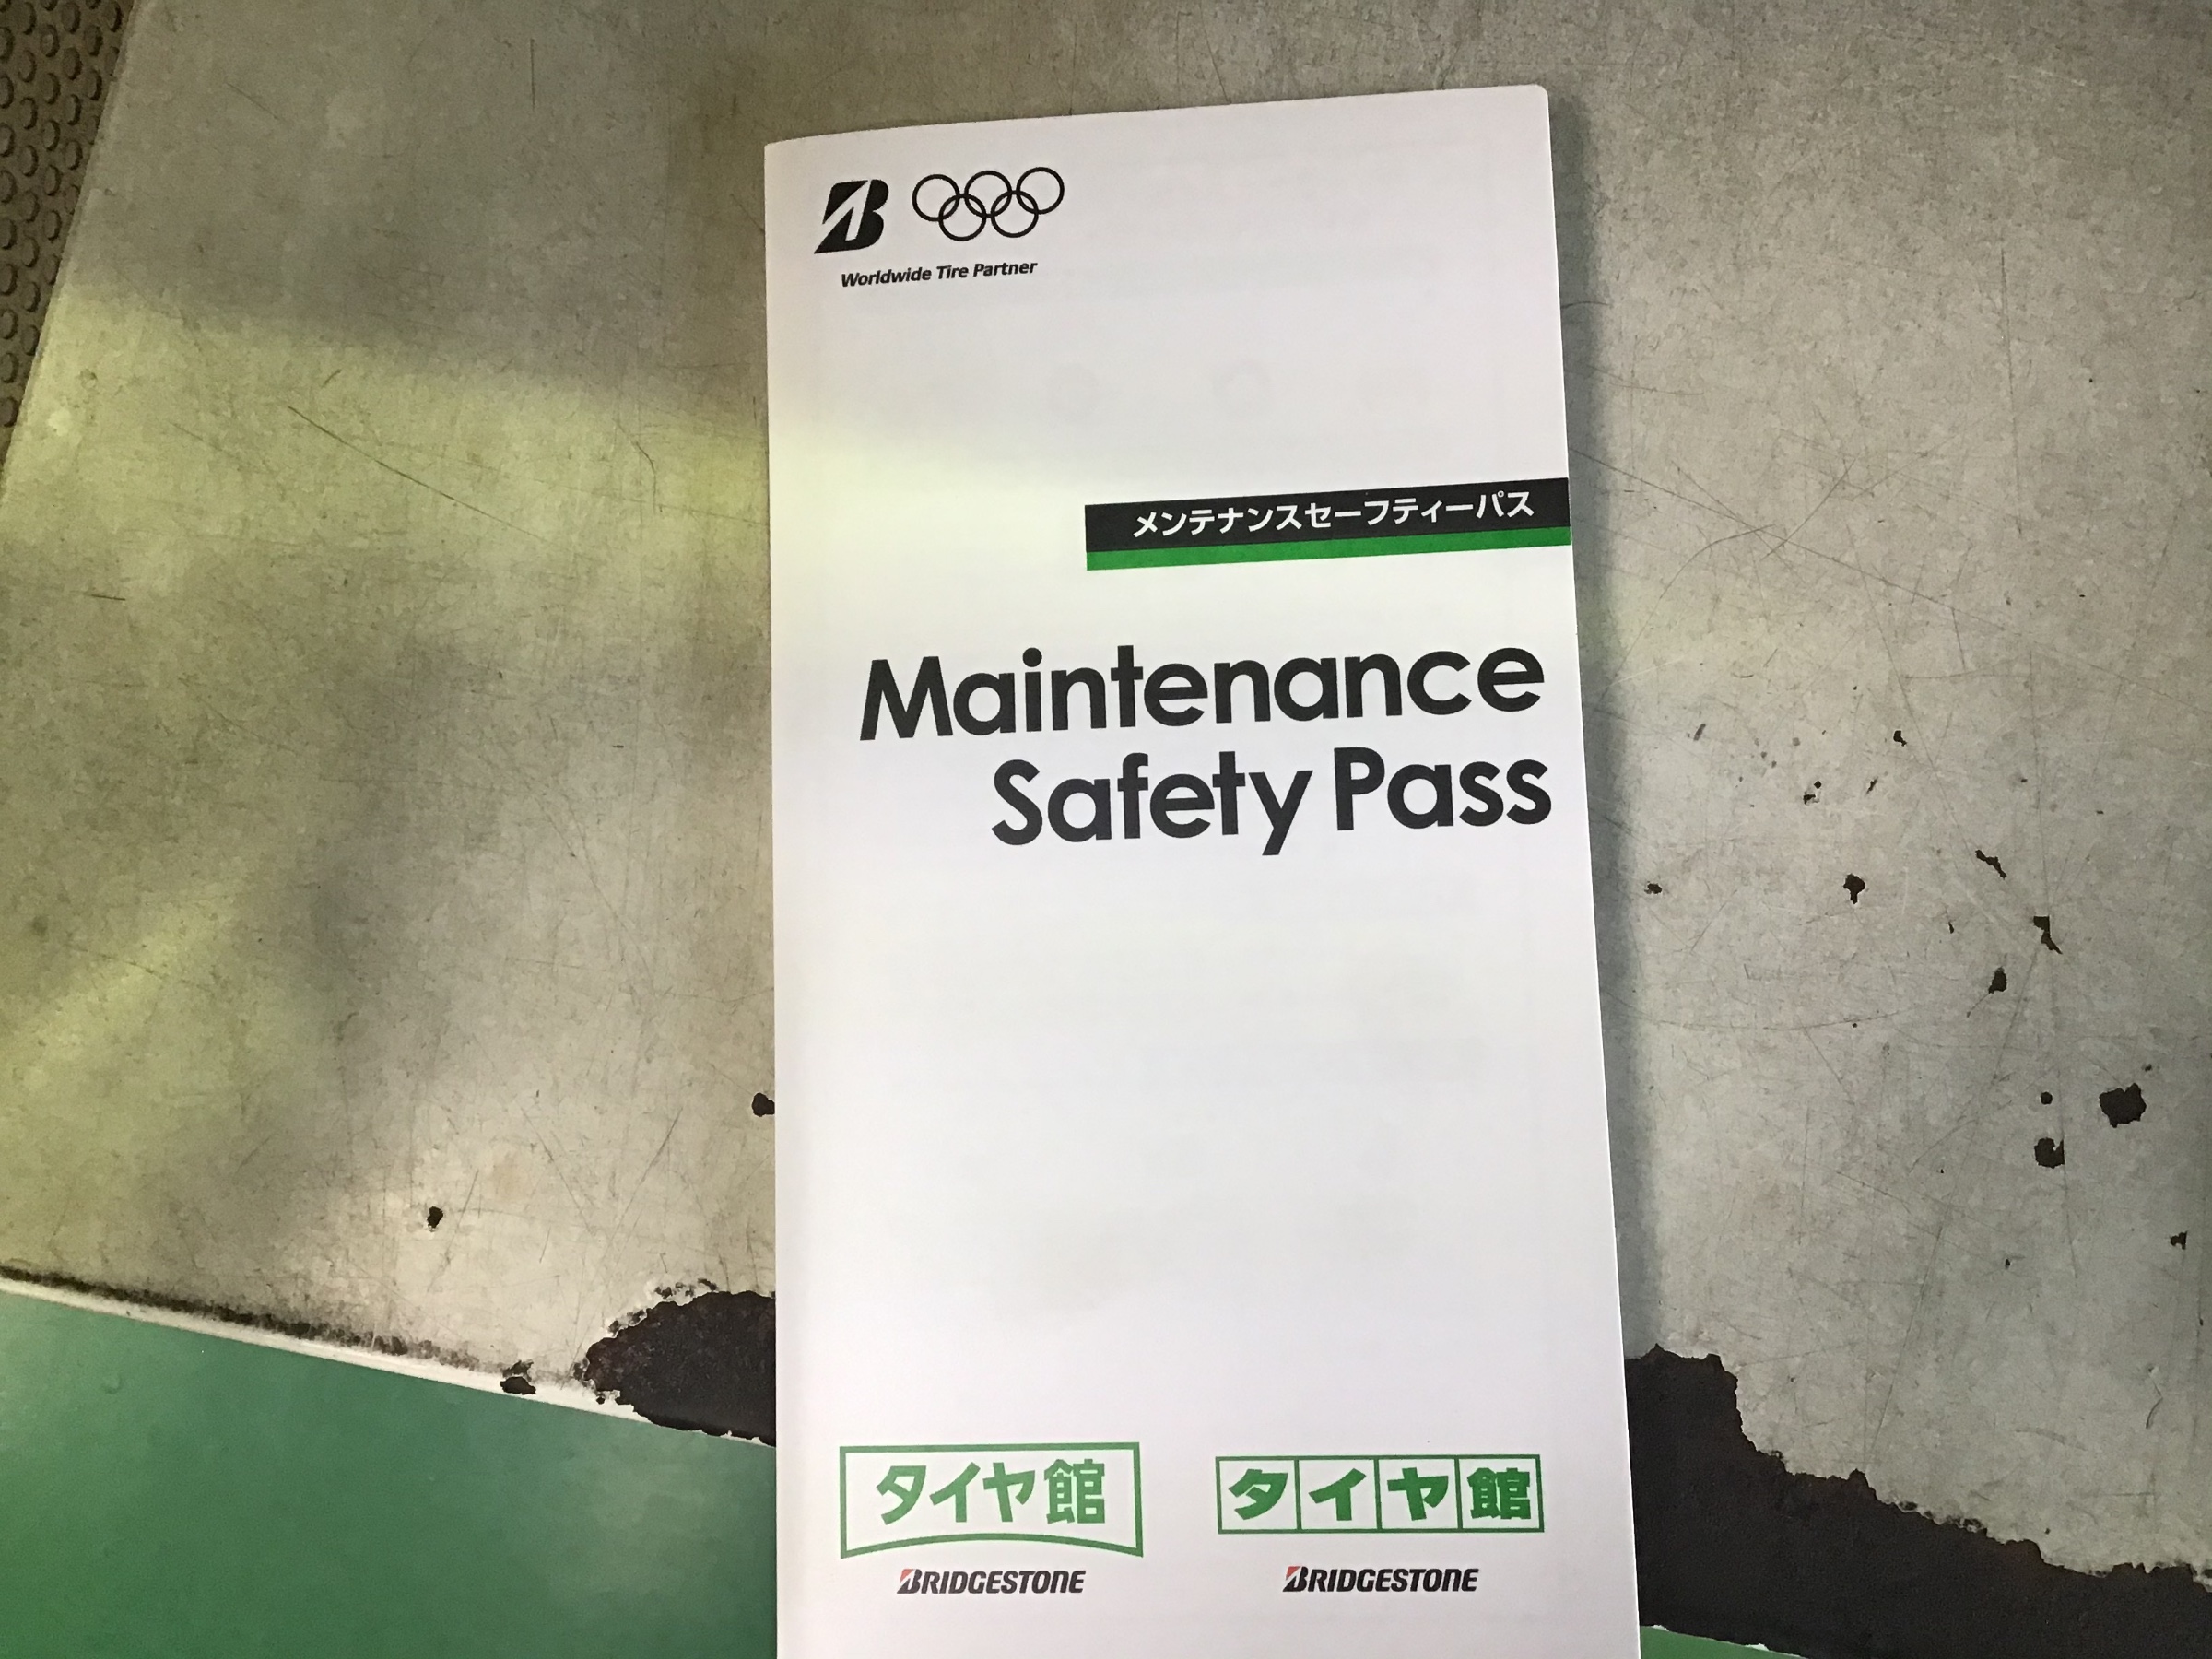 B
Worldwide Tire Partner
メンテナンスセーフティーパス
Maintenance
Safety Pass
タイヤ館
BRIDGESTONE
タイヤ館
BRIDGESTONE